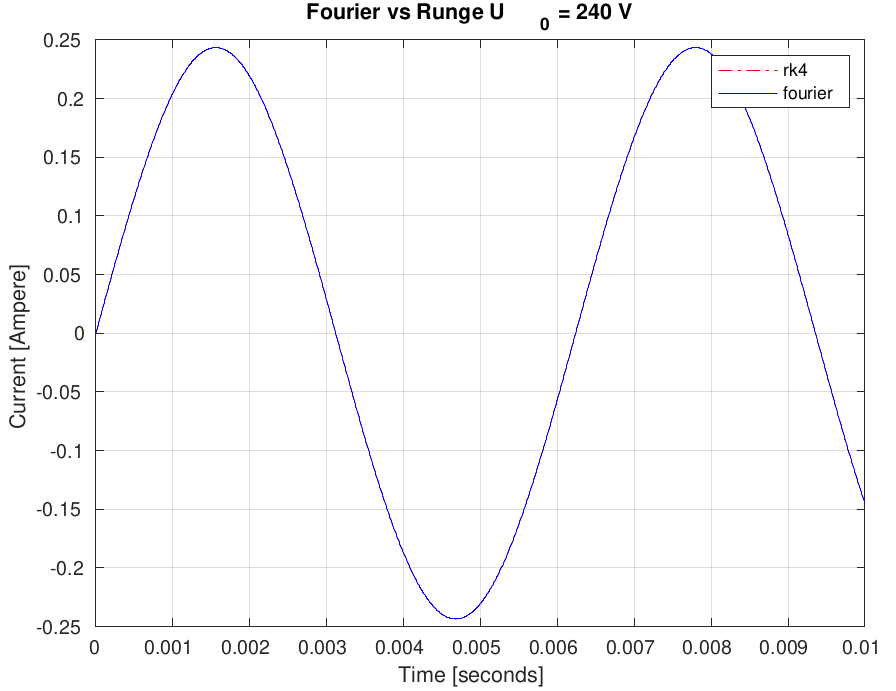 Fourier vs Runge U 0 = 240 V
0.25
0.2
0.15
0.1
0.05
0
-0.05
-0.1
-0.15
-0.2
-0.25
Current [Ampere]
rk4
fourier
0 0.001 0.002 0.003 0.004 0.005 0.006 0.007 0.008 0.009 0.01
Time [seconds]